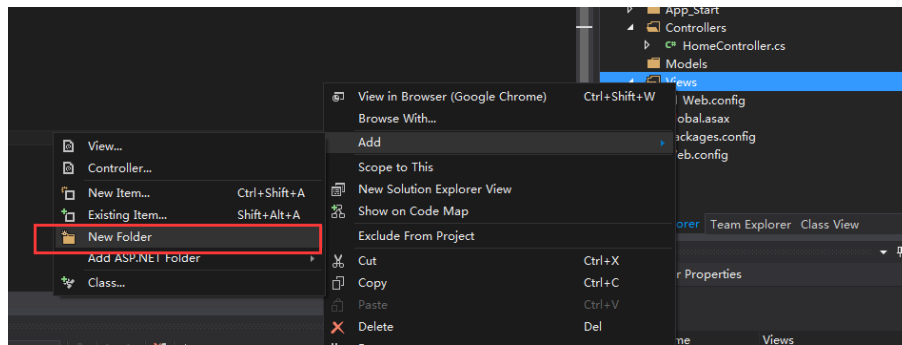 App_Start
Controllers
C# HomeController.cs
Models
Views
Web.config
obal.asax
ackages.config
eb.config
View in Browser (Google Chrome) Ctrl+Shift+W
Browse With...
Add
Scope to This
New Solution Explorer View
Show on Code Map
Exclude From Project
Cut Ctrl+X
Copy Ctrl+C
Paste Ctrl+V
Delete Del
View...
Controller...
New Item... Ctrl+Shift+A
Existing Item... Shift+Alt+A
New Folder
Add ASP.NET Folder
Class...
orer Team Explorer Class View
r Properties
me Views